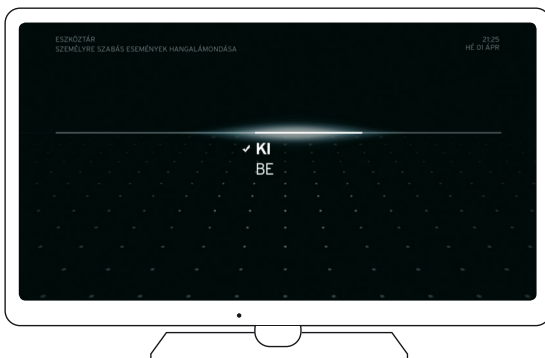 ESZKÖZTÁR
SZEMÉLYRE SZABÁS ESEMÉNYEK HANGALÁMONDÁSA
21:25
HÉ 01 ÁPR
✓ KI
BE